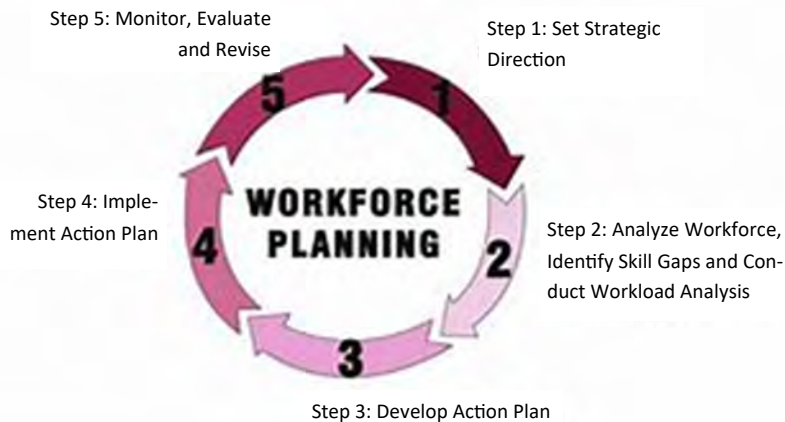 Step 1: Set Strategic
Direction
Step 2: Analyze Workforce,
Identify Skill Gaps and Con-
duct Workload Analysis
Step 3: Develop Action Plan
Step 4: Imple-
ment Action Plan
Step 5: Monitor, Evaluate
and Revise
WORKFORCE
PLANNING
1
2
3
4
5